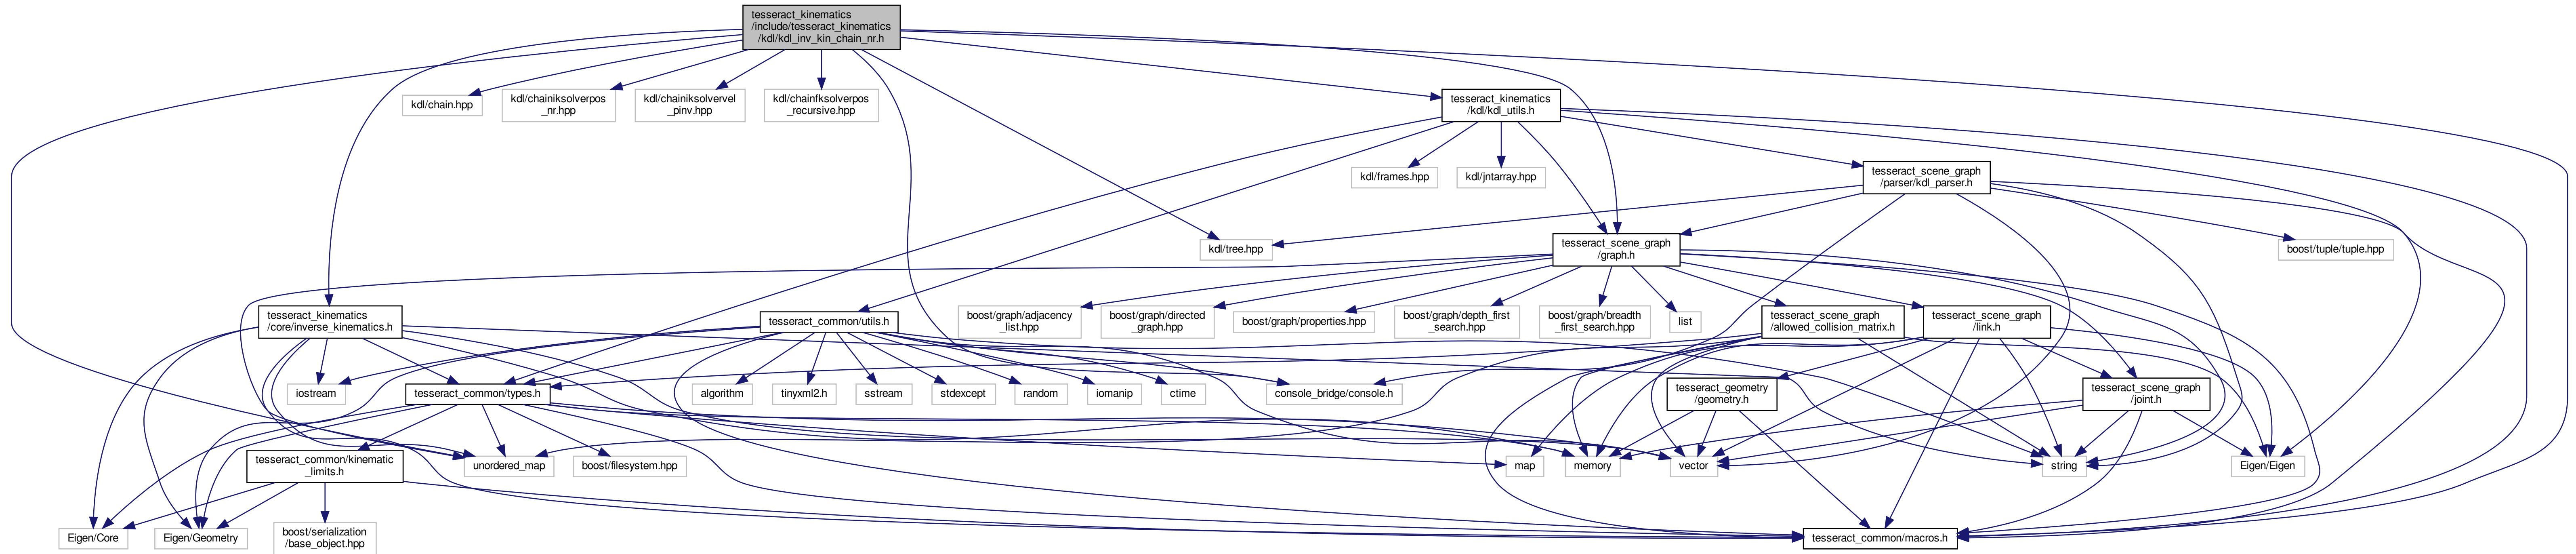 tesseract_kinematics
/include/tesseract_kinematics
/kdl/kdl_inv_kin_chain_nr.h
kdl/chain.hpp
kdl/chainiksolverpos
_nr.hpp
kdl/chainiksolvervel
_pinv.hpp
kdl/chainfksolverpos
_recursive.hpp
tesseract_kinematics
/kdl/kdl_utils.h
kdl/frames.hpp
kdl/jntarray.hpp
tesseract_scene_graph
/parser/kdl_parser.h
kdl/tree.hpp
tesseract_scene_graph
/graph.h
boost/tuple/tuple.hpp
tesseract_kinematics
/core/inverse_kinematics.h
tesseract_common/utils.h
boost/graph/adjacency
_list.hpp
boost/graph/directed
_graph.hpp
boost/graph/properties.hpp
boost/graph/depth_first
_search.hpp
boost/graph/breadth
_first_search.hpp
list
tesseract_scene_graph
/allowed_collision_matrix.h
tesseract_scene_graph
/link.h
iostream
tesseract_common/types.h
algorithm
tinyxml2.h
sstream
stdexcept
random
iomanip
ctime
console_bridge/console.h
tesseract_geometry
/geometry.h
tesseract_scene_graph
/joint.h
tesseract_common/kinematic
_limits.h
unordered_map
boost/filesystem.hpp
map
memory
vector
string
Eigen/Eigen
Eigen/Core
Eigen/Geometry
boost/serialization
/base_object.hpp
tesseract_common/macros.h